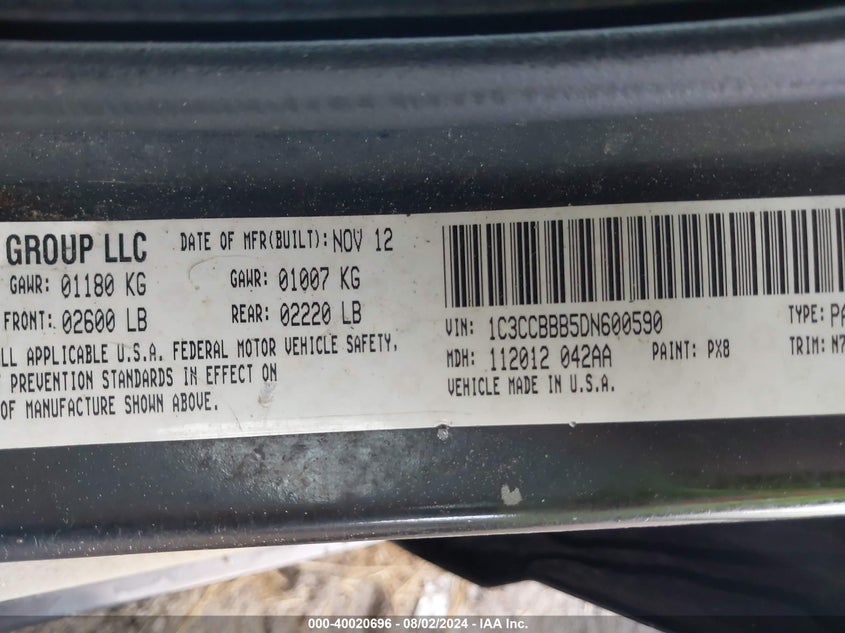 GROUP LLC DATE OF MFR(BUILT): NOV 12
GAWR: 01180 KG GAWR: 01007 KG
FRONT: 02600 LB REAR: 02220 LB
APPLICABLE U.S.A. FEDERAL MOTOR VEHICLE SAFETY,
PREVENTION STANDARDS IN EFFECT ON
OF MANUFACTURE SHOWN ABOVE.
VIN: 1C3CCBBB5DN600590 TYPE: PA
MDH: 112012 042AA PAINT: PX8 TRIM: N7
VEHICLE MADE IN U.S.A.
000-40020696 - 08/02/2024 - IAA Inc.